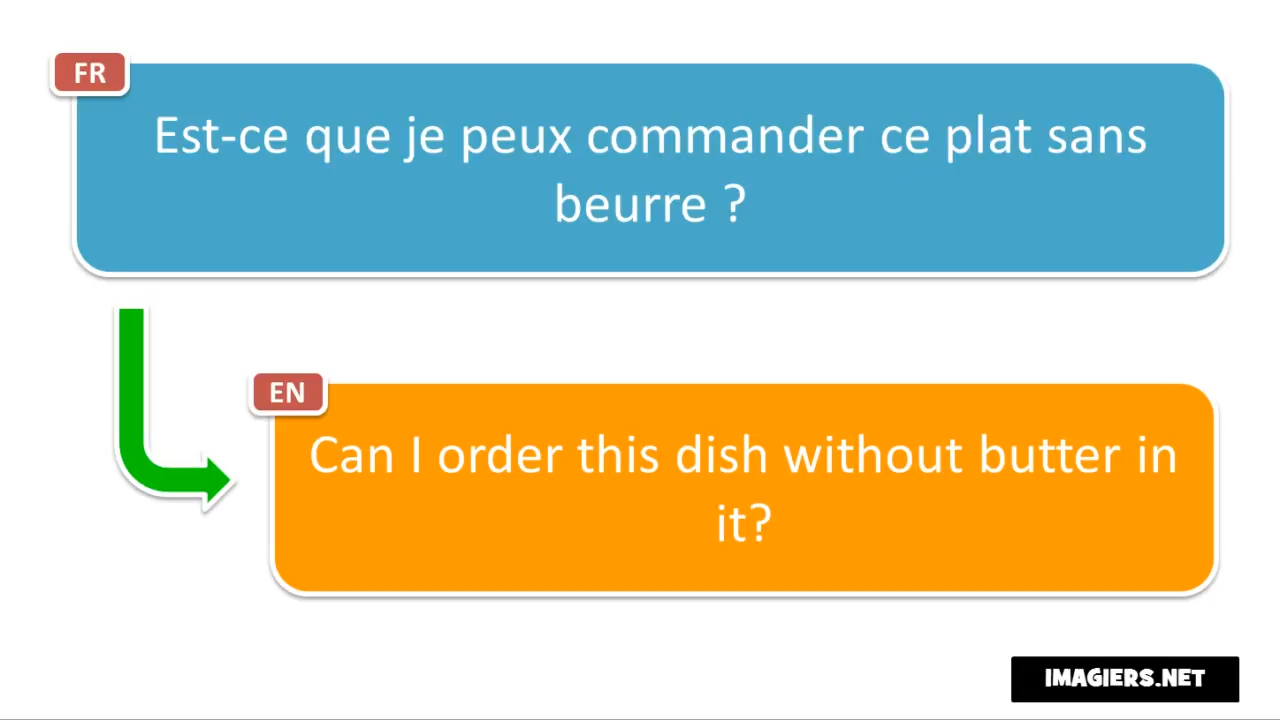 FR
Est-ce que je peux commander ce plat sans
beurre ?
EN
Can I order this dish without butter in
it?
IMAGIERS.NET